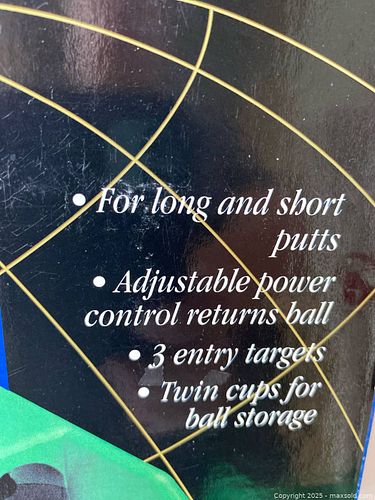 • For long and short
putts
• Adjustable power
control returns ball
• 3 entry targets
• Twin cups for
ball storage
Copyright 2025 - maxsold.com